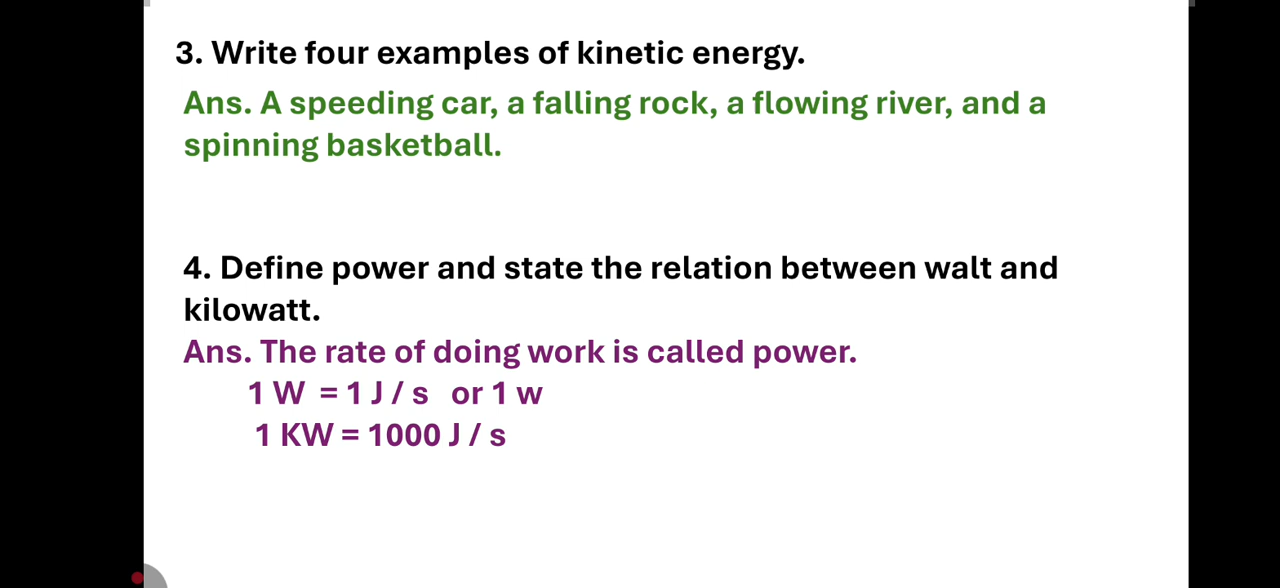 3. Write four examples of kinetic energy.
Ans. A speeding car, a falling rock, a flowing river, and a
spinning basketball.
4. Define power and state the relation between walt and
kilowatt.
Ans. The rate of doing work is called power.
1 W = 1 J / s or 1 w
1 KW = 1000 J / s